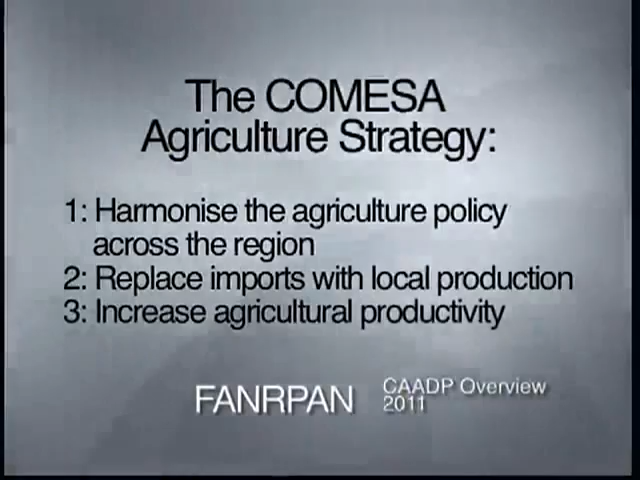 The COMESA
Agriculture Strategy:
1: Harmonise the agriculture policy
across the region
2: Replace imports with local production
3: Increase agricultural productivity
FANRPAN
CAADP Overview
2011